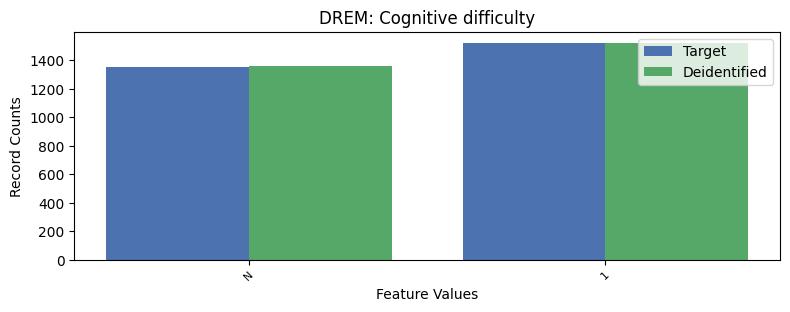 DREM: Cognitive difficulty
Target
Deidentified
Record Counts
1400
1200
1000
800
600
400
200
0
N
1
Feature Values